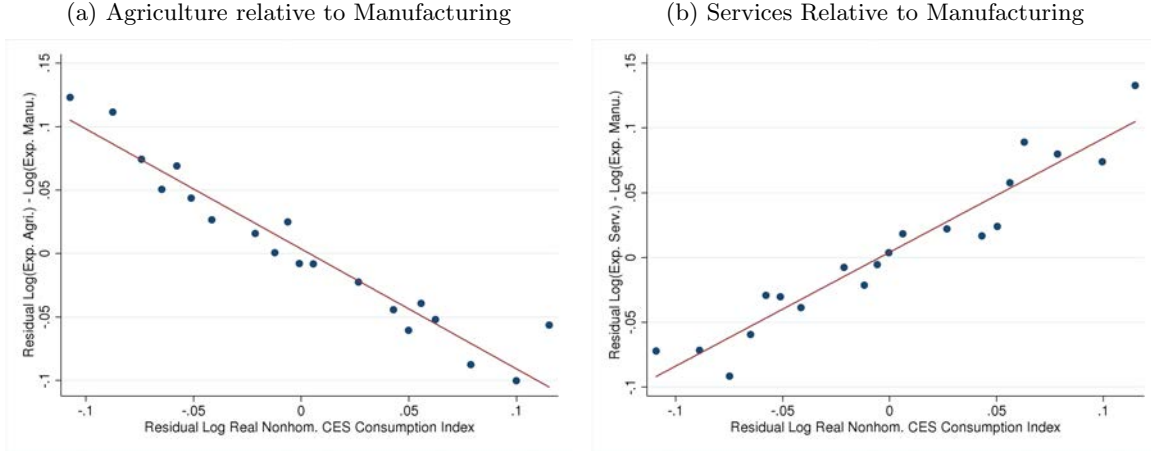 (a) Agriculture relative to Manufacturing
Residual Log(Exp. Agri.) - Log(Exp. Manu.)
.15
.1
.05
0
-.05
-.1
-.1 -.05 0 .05 .1
Residual Log Real Nonhom. CES Consumption Index
(b) Services Relative to Manufacturing
Residual Log(Exp. Serv.) - Log(Exp. Manu.)
.15
.1
.05
0
-.05
-.1
-.1 -.05 0 .05 .1
Residual Log Real Nonhom. CES Consumption Index